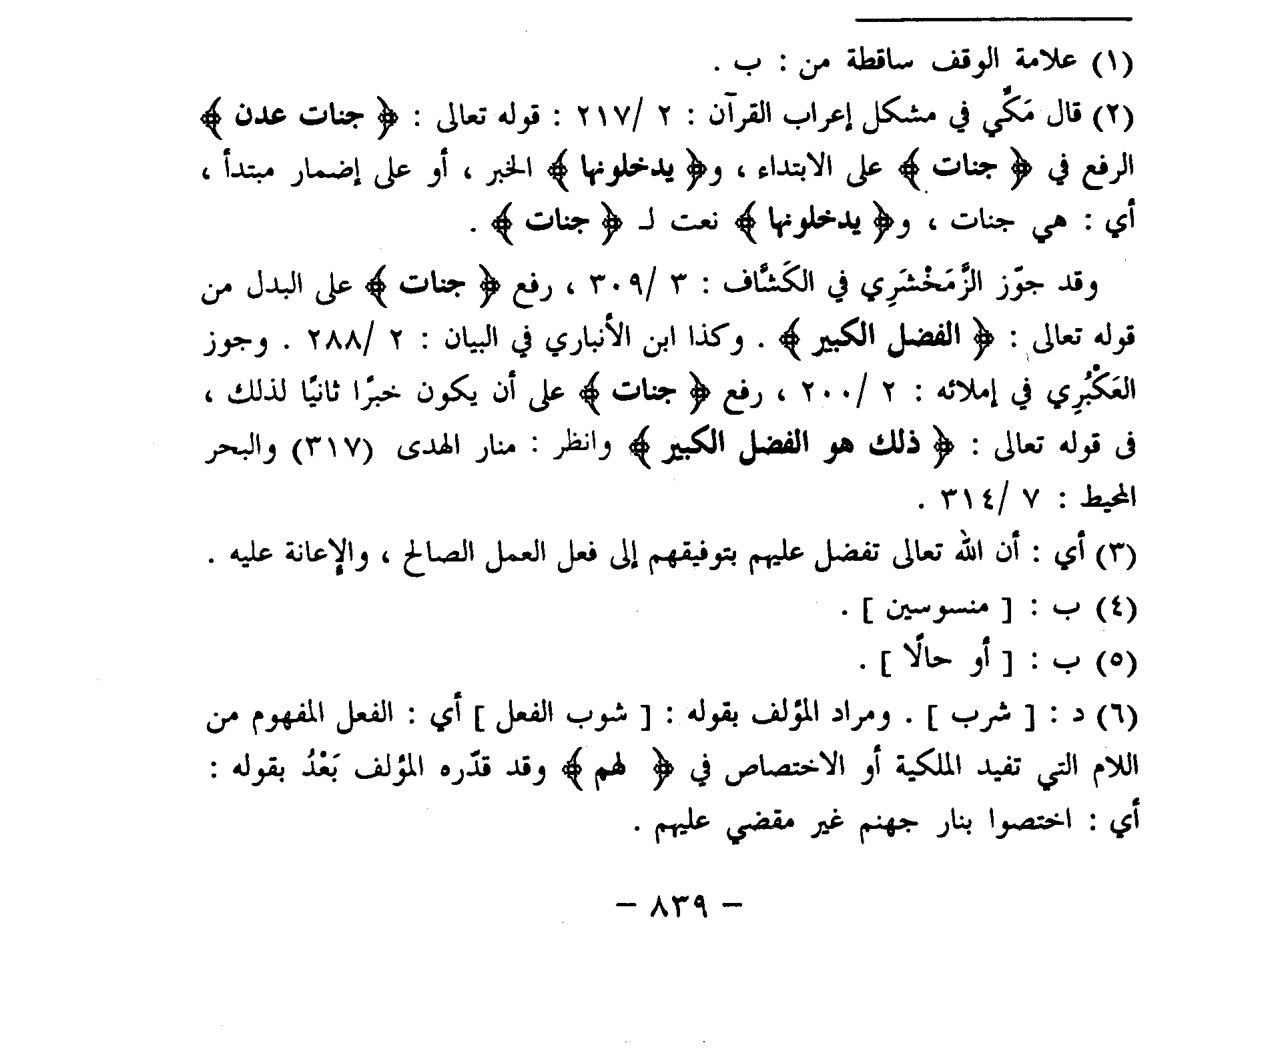 (١) علامة الوقف ساقطة من : ب .
(٢) قال مَكِّي في مشكل إعراب القرآن : ٢ /٢١٧ : قوله تعالى : ﴿ جنات عدن ﴾
الرفع في ﴿ جنات ﴾ على الابتداء ، و﴿ يدخلونها ﴾ الخبر ، أو على إضمار مبتدأ ،
أي : هي جنات ، و﴿ يدخلونها ﴾ نعت لـ ﴿ جنات ﴾ .
وقد جوّز الزَّمَخْشَرِي في الكَشَّاف : ٣ /٣٠٩ ، رفع ﴿ جنات ﴾ على البدل من
قوله تعالى : ﴿ الفضل الكبير ﴾ . وكذا ابن الأنباري في البيان : ٢ /٢٨٨ . وجوز
العَكْبُرِي في إملائه : ٢ /٢٠٠ ، رفع ﴿ جنات ﴾ على أن يكون خبرًا ثانيًا لذلك ،
فى قوله تعالى : ﴿ ذلك هو الفضل الكبير ﴾ وانظر : منار الهدى (٣١٧) والبحر
المحيط : ٧ /٣١٤ .
(٣) أي : أن الله تعالى تفضل عليهم بتوفيقهم إلى فعل العمل الصالح ، والإعانة عليه .
(٤) ب : [ منسوسين ] .
(٥) ب : [ أو حالًا ] .
(٦) د : [ شرب ] . ومراد المؤلف بقوله : [ شوب الفعل ] أي : الفعل المفهوم من
اللام التي تفيد الملكية أو الاختصاص في ﴿ لهم ﴾ وقد قدّره المؤلف بَعْدُ بقوله :
أي : اختصوا بنار جهنم غير مقضي عليهم .
– ٨٣٩ –